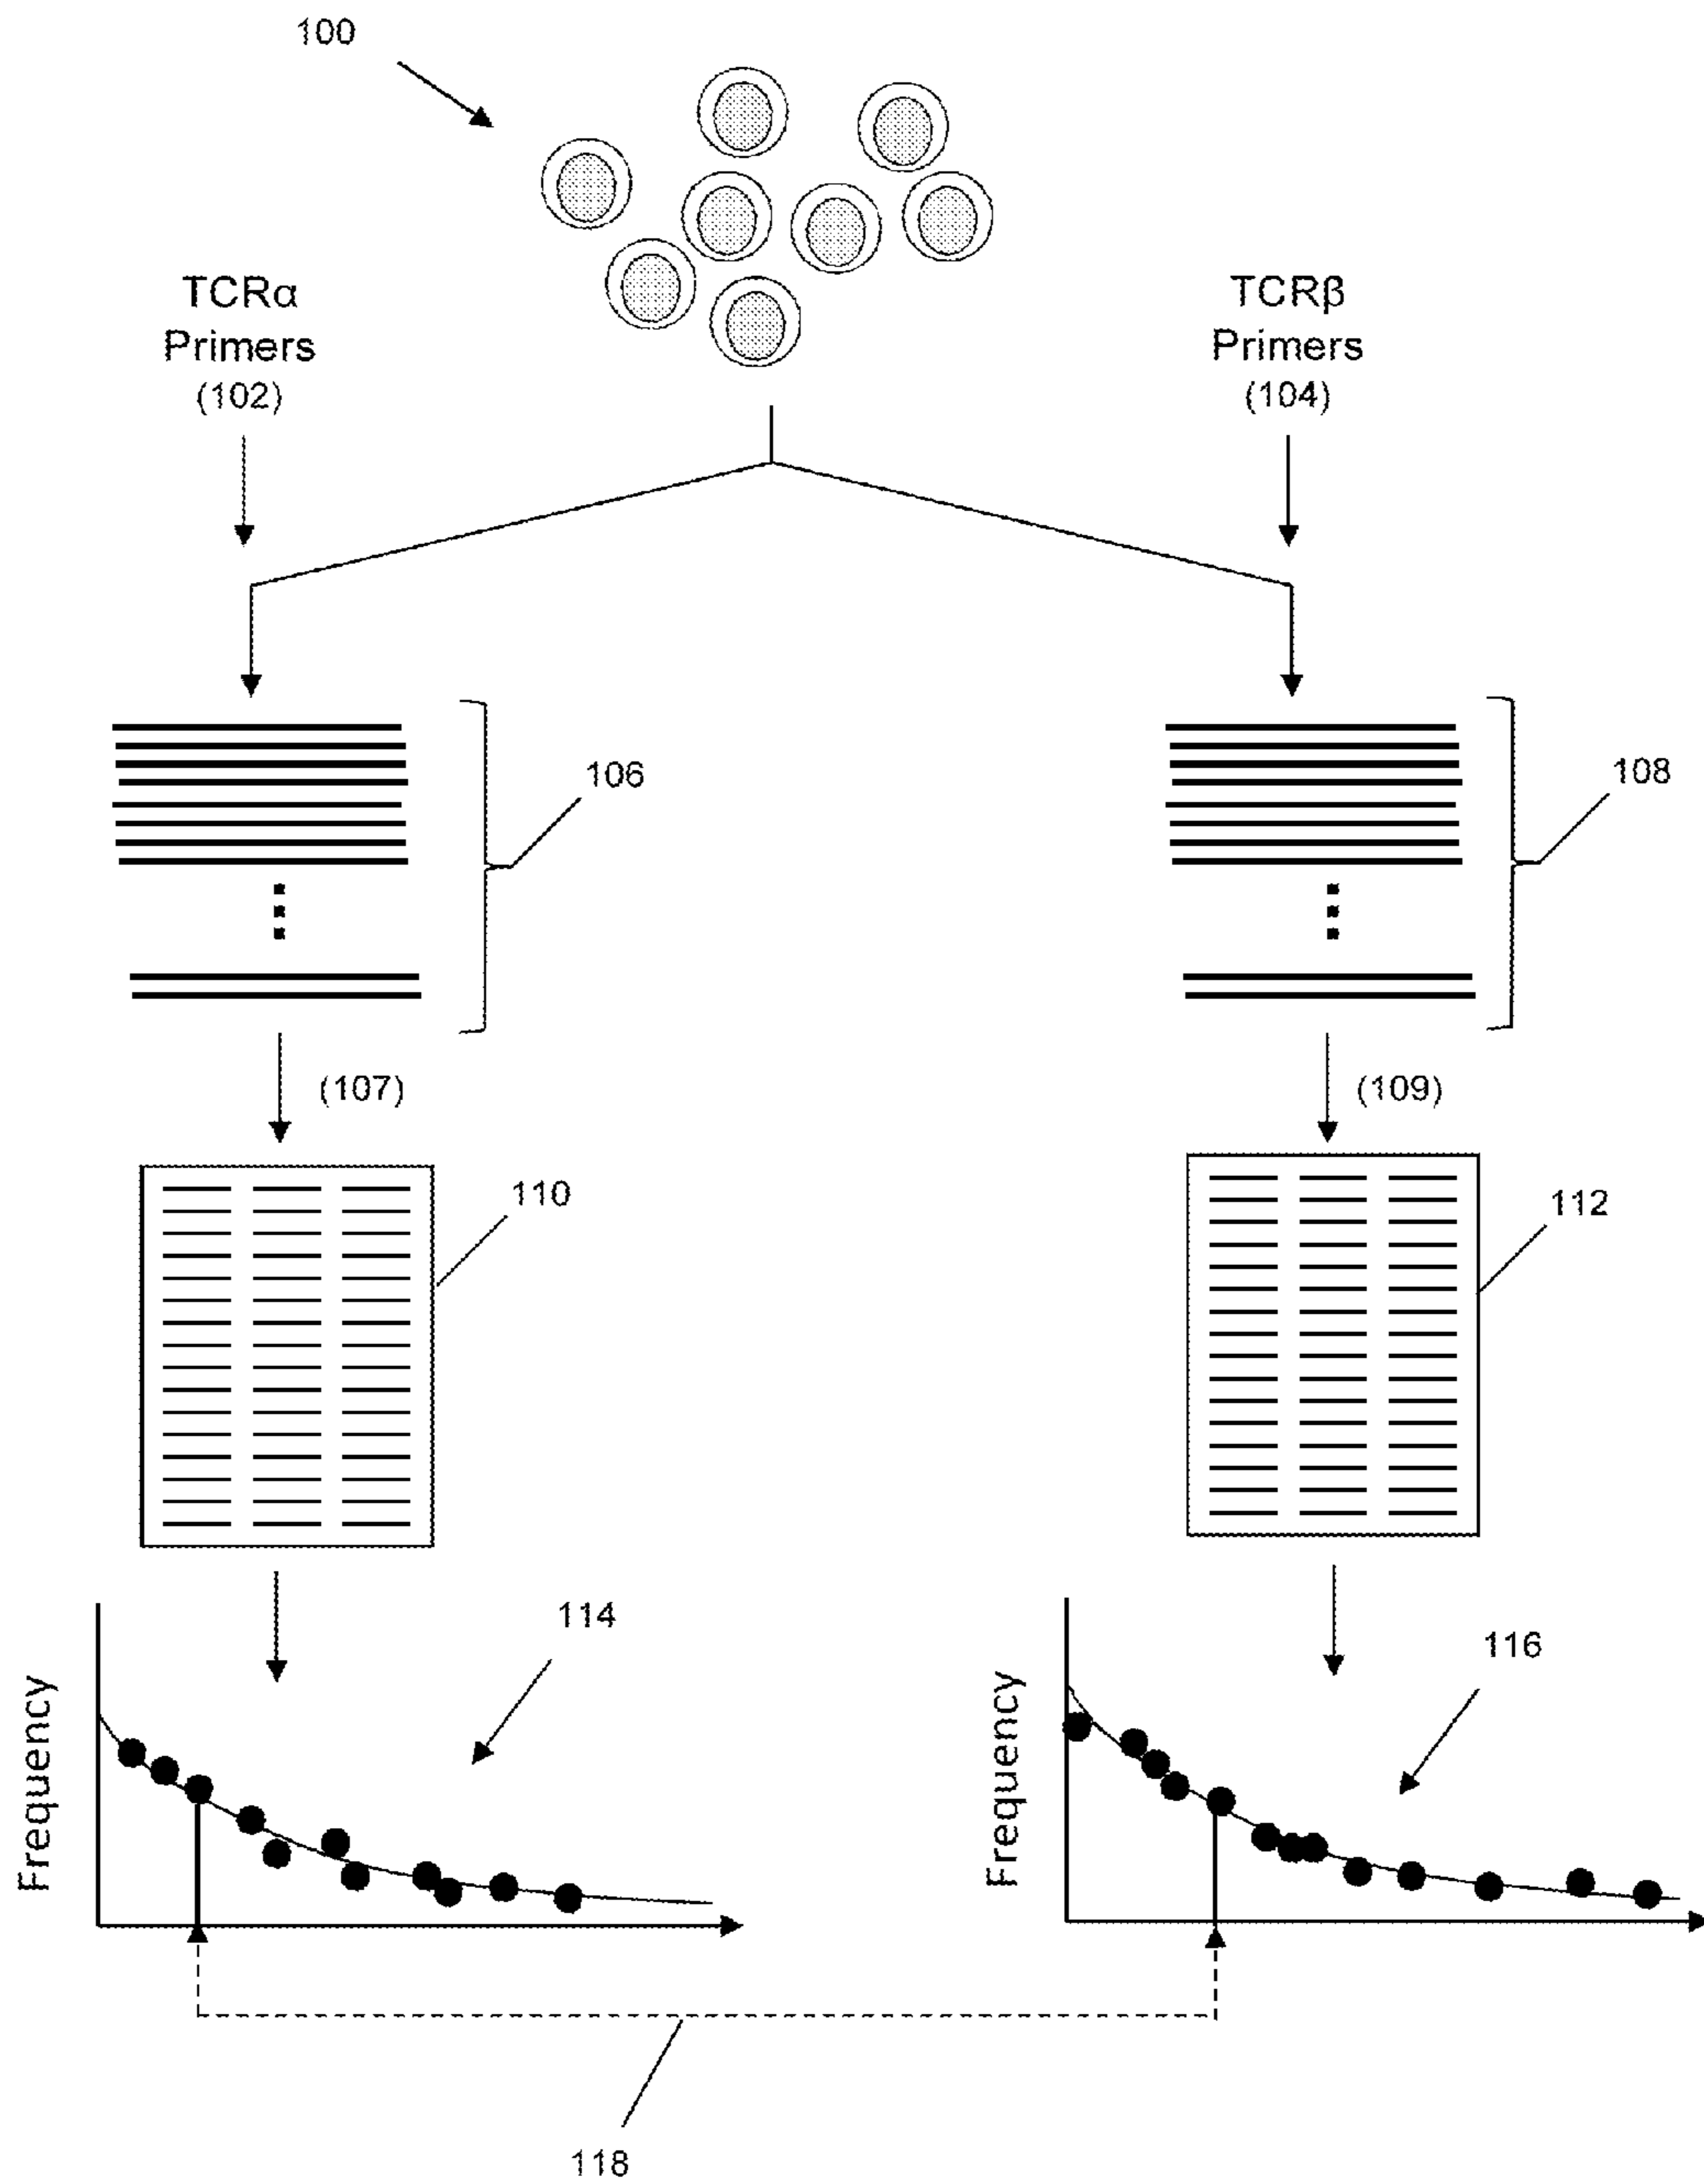 100
TCRα
Primers
(102)
TCRβ
Primers
(104)
106
108
(107)
(109)
110
112
114
116
Frequency
Frequency
118